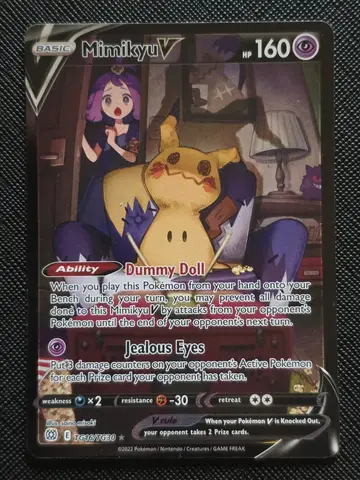 BASIC Mimikyu V HP 160
Ability Dummy Doll
When you play this Pokémon from your hand onto your
Bench during your turn, you may prevent all damage
done to this Mimikyu V by attacks from your opponent's
Pokémon until the end of your opponent's next turn.
Jealous Eyes
Put 3 damage counters on your opponent's Active Pokémon
for each Prize card your opponent has taken.
weakness ×2 resistance -30 retreat
V rule When your Pokémon V is Knocked Out,
your opponent takes 2 Prize cards.
E TG16/TG30
©2022 Pokémon / Nintendo / Creatures / GAME FREAK